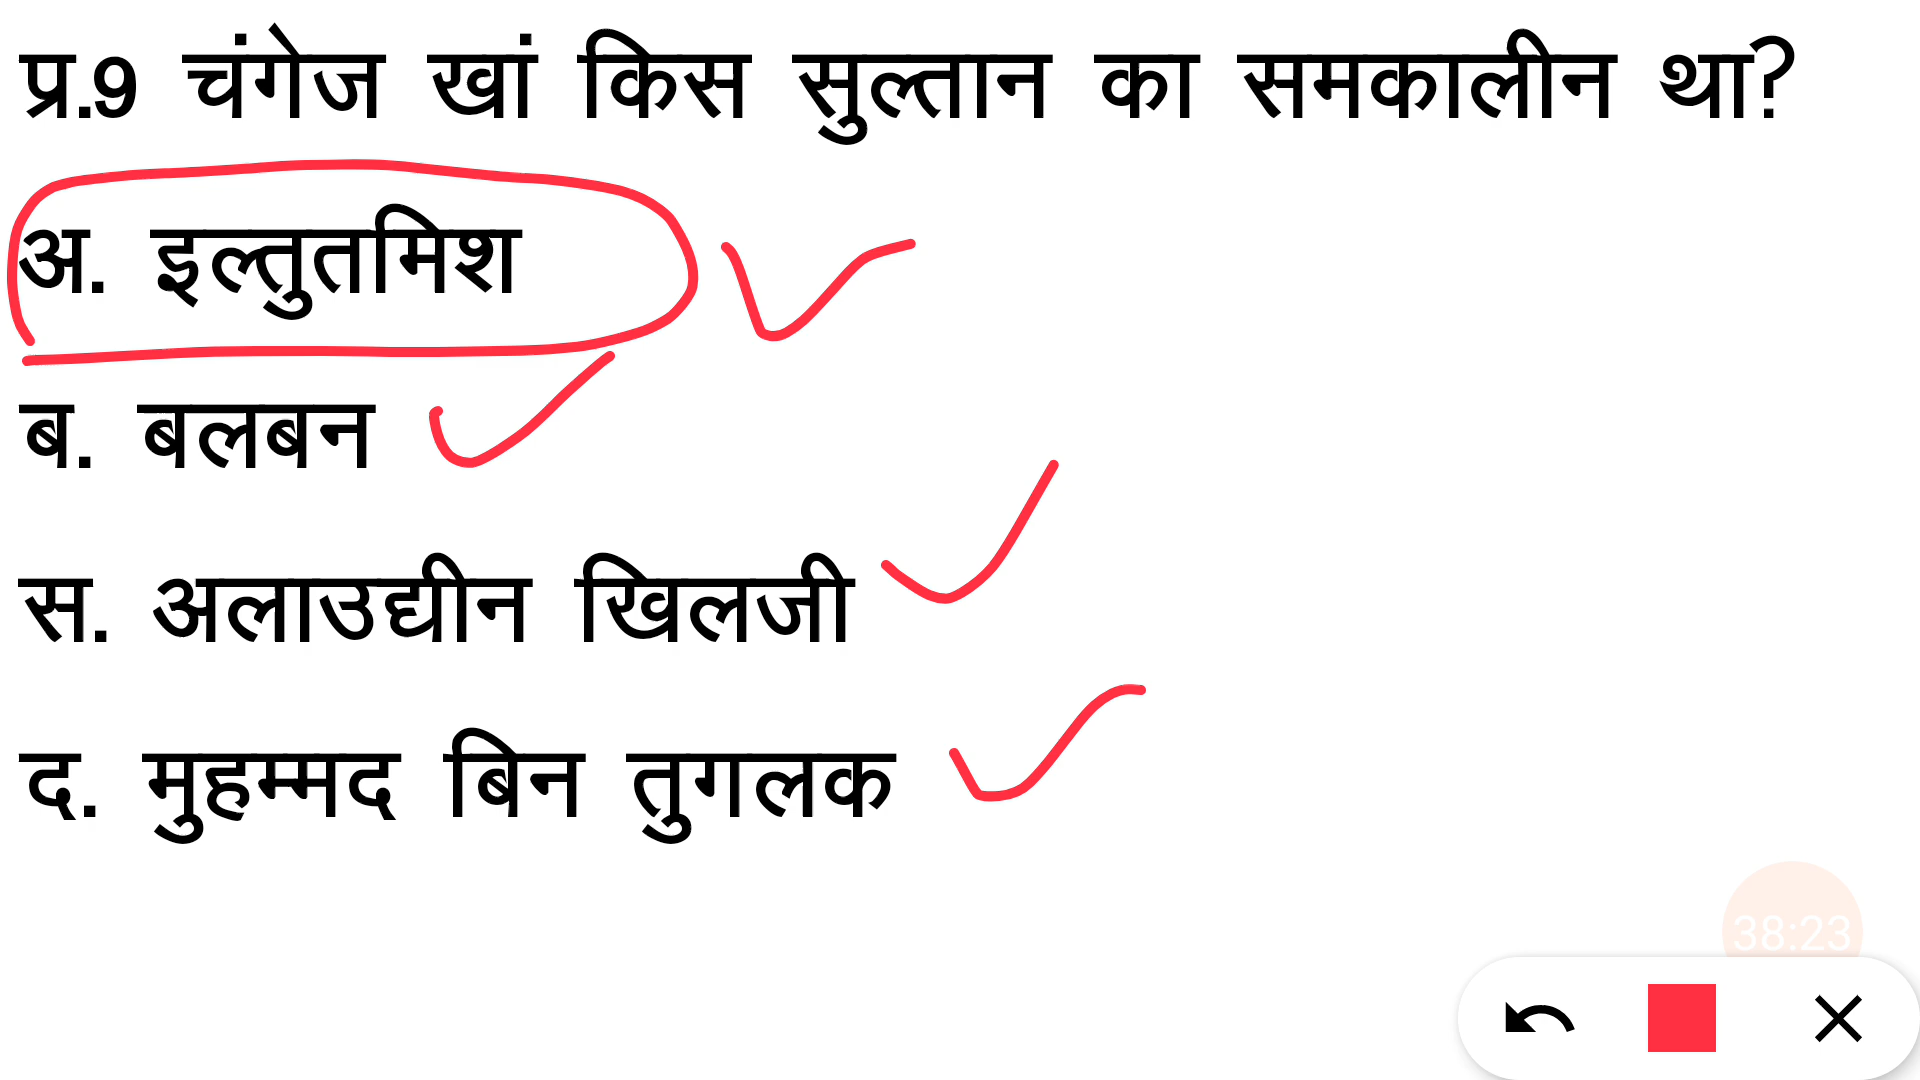 प्र.9 चंगेज खां किस सुल्तान का समकालीन था?
अ. इल्तुतमिश
ब. बलबन
स. अलाउद्यीन खिलजी
द. मुहम्मद बिन तुगलक
38:23